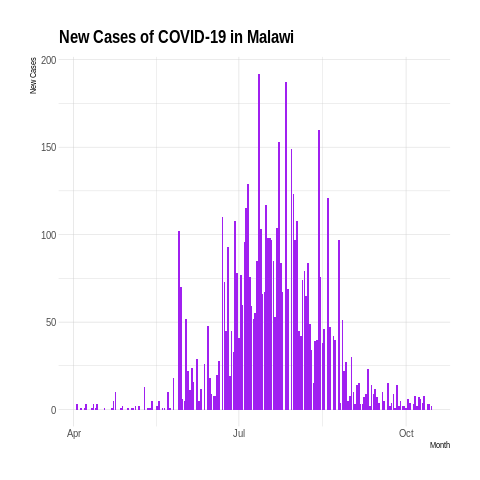 New Cases of COVID-19 in Malawi
New Cases
200
150
100
50
0
Apr
Jul
Oct
Month